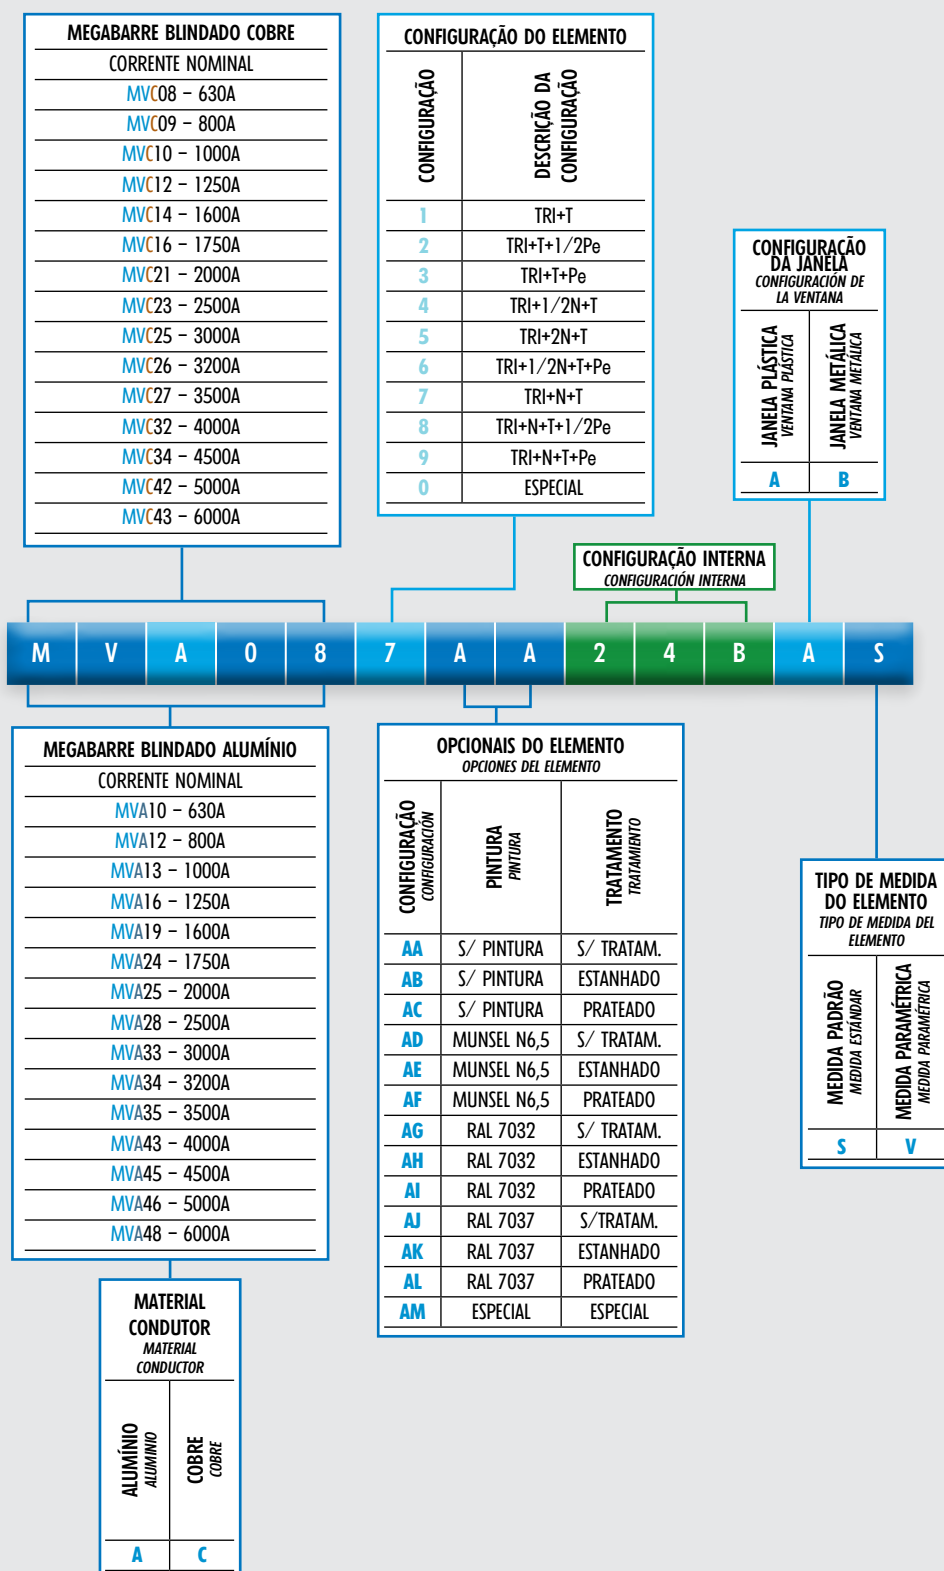 MEGABARRE BLINDADO COBRE
CORRENTE NOMINAL
MVC08 – 630A
MVC09 – 800A
MVC10 – 1000A
MVC12 – 1250A
MVC14 – 1600A
MVC16 – 1750A
MVC21 – 2000A
MVC23 – 2500A
MVC25 – 3000A
MVC26 – 3200A
MVC27 – 3500A
MVC32 – 4000A
MVC34 – 4500A
MVC42 – 5000A
MVC43 – 6000A
CONFIGURAÇÃO DO ELEMENTO
CONFIGURAÇÃO
DESCRIÇÃO DA
CONFIGURAÇÃO
1 TRI+T
2 TRI+T+1/2Pe
3 TRI+T+Pe
4 TRI+1/2N+T
5 TRI+2N+T
6 TRI+1/2N+T+Pe
7 TRI+N+T
8 TRI+N+T+1/2Pe
9 TRI+N+T+Pe
0 ESPECIAL
CONFIGURAÇÃO
DA JANELA
CONFIGURACIÓN DE
LA VENTANA
JANELA PLÁSTICA
VENTANA PLÁSTICA
JANELA METÁLICA
VENTANA METÁLICA
A B
CONFIGURAÇÃO INTERNA
CONFIGURACIÓN INTERNA
M V A 0 8 7 A A 2 4 B A S
MEGABARRE BLINDADO ALUMÍNIO
CORRENTE NOMINAL
MVA10 – 630A
MVA12 – 800A
MVA13 – 1000A
MVA16 – 1250A
MVA19 – 1600A
MVA24 – 1750A
MVA25 – 2000A
MVA28 – 2500A
MVA33 – 3000A
MVA34 – 3200A
MVA35 – 3500A
MVA43 – 4000A
MVA45 – 4500A
MVA46 – 5000A
MVA48 – 6000A
OPCIONAIS DO ELEMENTO
OPCIONES DEL ELEMENTO
CONFIGURAÇÃO
CONFIGURACIÓN
PINTURA
PINTURA
TRATAMENTO
TRATAMIENTO
AA S/ PINTURA S/ TRATAM.
AB S/ PINTURA ESTANHADO
AC S/ PINTURA PRATEADO
AD MUNSEL N6,5 S/ TRATAM.
AE MUNSEL N6,5 ESTANHADO
AF MUNSEL N6,5 PRATEADO
AG RAL 7032 S/ TRATAM.
AH RAL 7032 ESTANHADO
AI RAL 7032 PRATEADO
AJ RAL 7037 S/TRATAM.
AK RAL 7037 ESTANHADO
AL RAL 7037 PRATEADO
AM ESPECIAL ESPECIAL
TIPO DE MEDIDA
DO ELEMENTO
TIPO DE MEDIDA DEL
ELEMENTO
MEDIDA PADRÃO
MEDIDA ESTÁNDAR
MEDIDA PARAMÉTRICA
MEDIDA PARAMÉTRICA
S V
MATERIAL
CONDUTOR
MATERIAL
CONDUCTOR
ALUMÍNIO
ALUMINIO
COBRE
COBRE
A C